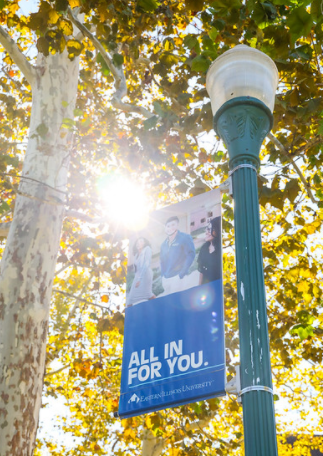 ALL IN
FOR YOU.
EASTERN ILLINOIS UNIVERSITY